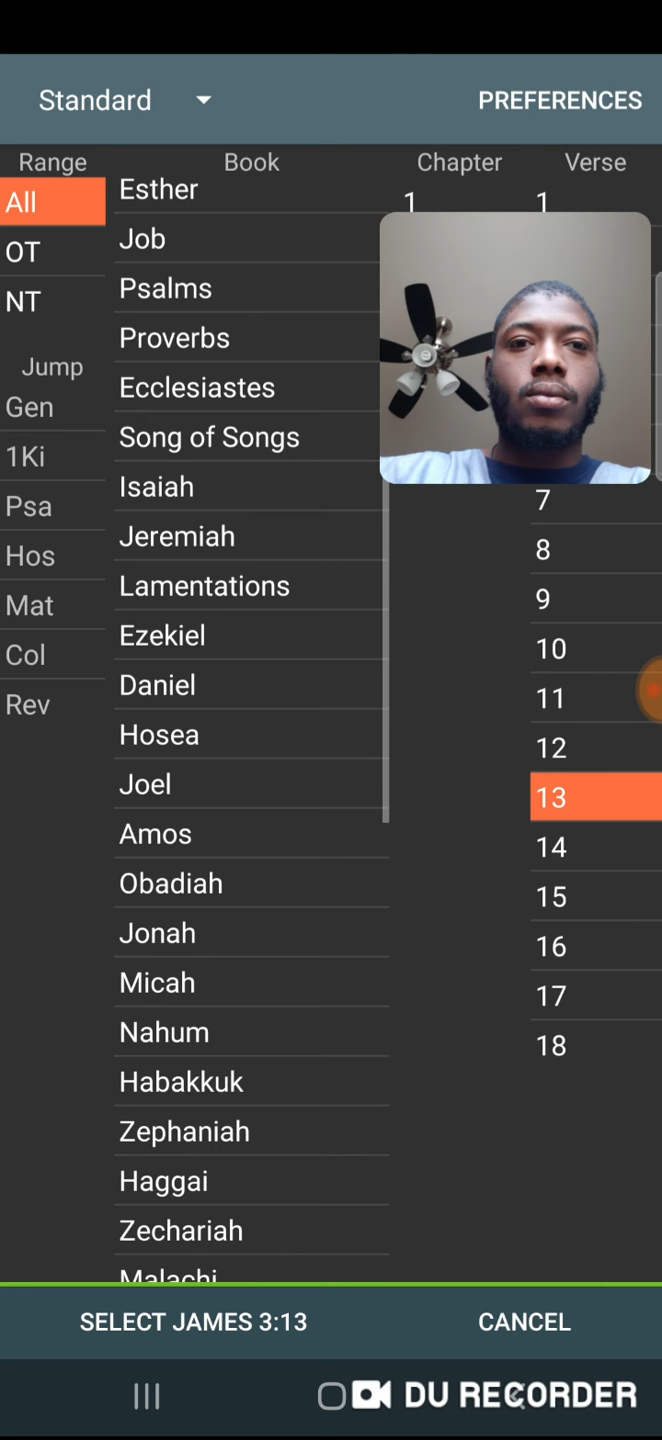 Standard
PREFERENCES
Range
Book
Chapter
Verse
All
OT
NT
Jump
Gen
1Ki
Psa
Hos
Mat
Col
Rev
Esther
Job
Psalms
Proverbs
Ecclesiastes
Song of Songs
Isaiah
Jeremiah
Lamentations
Ezekiel
Daniel
Hosea
Joel
Amos
Obadiah
Jonah
Micah
Nahum
Habakkuk
Zephaniah
Haggai
Zechariah
Malachi
1
1
7
8
9
10
11
12
13
14
15
16
17
18
SELECT JAMES 3:13
CANCEL
DU RECORDER